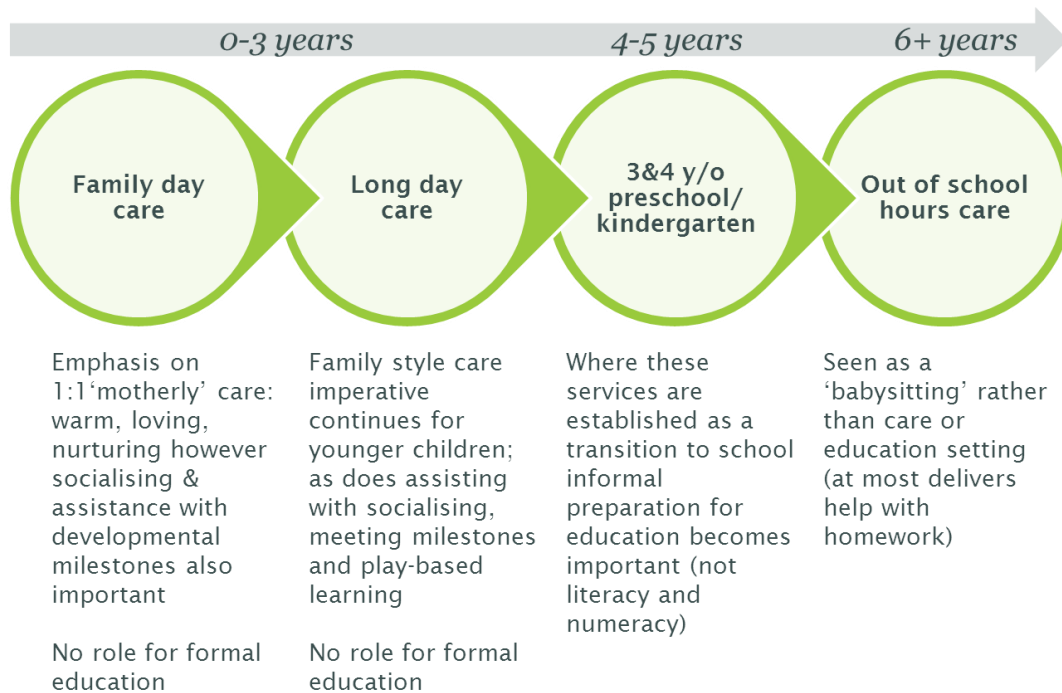 0-3 years
4-5 years
6+ years
Family day
care
Long day
care
3&4 y/o
preschool/
kindergarten
Out of school
hours care
Emphasis on
1:1‘motherly’ care:
warm, loving,
nurturing however
socialising &
assistance with
developmental
milestones also
important
No role for formal
education
Family style care
imperative
continues for
younger children;
as does assisting
with socialising,
meeting milestones
and play-based
learning
No role for formal
education
Where these
services are
established as a
transition to school
informal
preparation for
education becomes
important (not
literacy and
numeracy)
Seen as a
‘babysitting’ rather
than care or
education setting
(at most delivers
help with
homework)